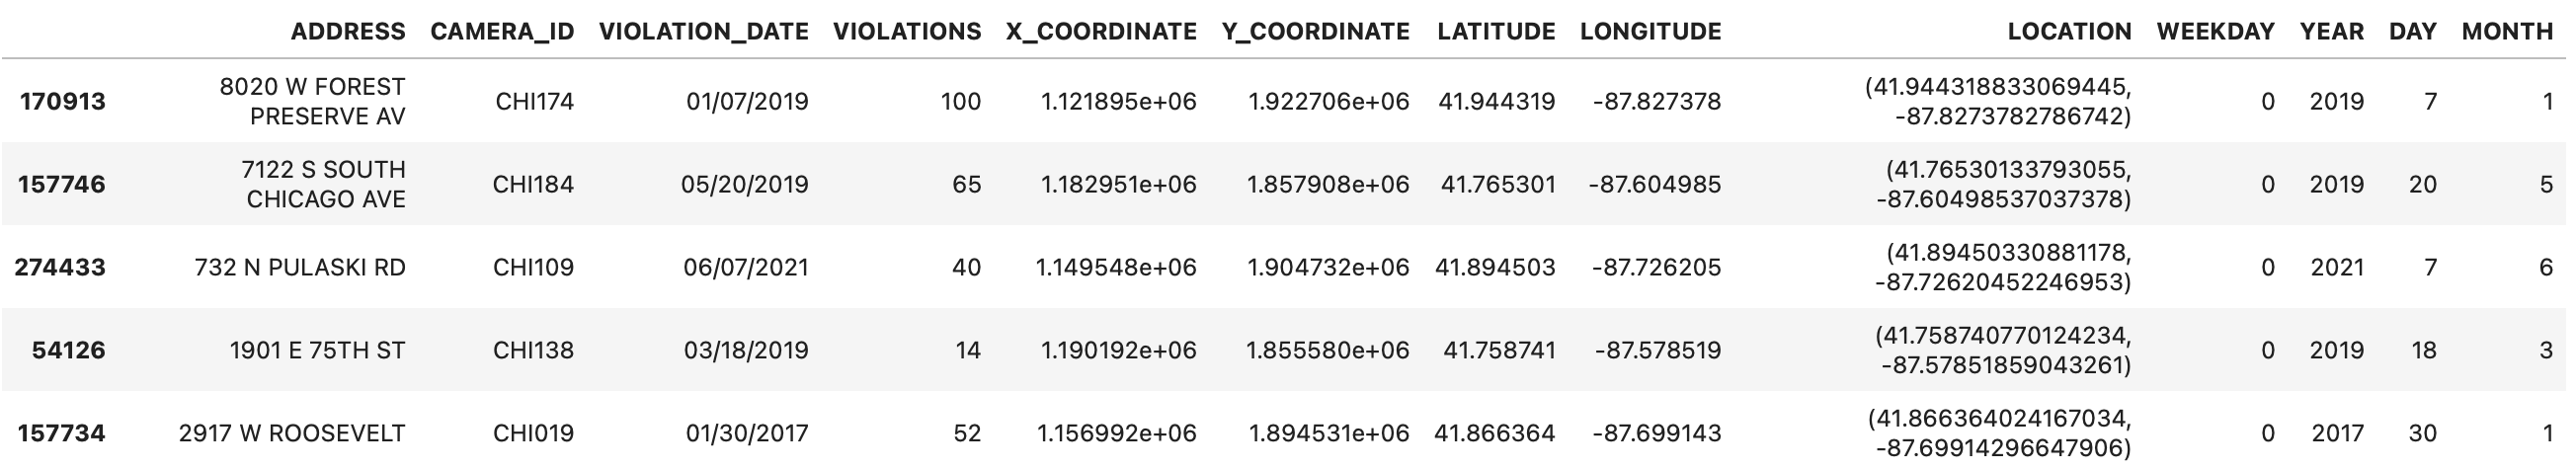 ADDRESS CAMERA_ID VIOLATION_DATE VIOLATIONS X_COORDINATE Y_COORDINATE LATITUDE LONGITUDE LOCATION WEEKDAY YEAR DAY MONTH
170913 8020 W FOREST PRESERVE AV CHI174 01/07/2019 100 1.121895e+06 1.922706e+06 41.944319 -87.827378 (41.944318833069445, -87.8273782786742) 0 2019 7 1
157746 7122 S SOUTH CHICAGO AVE CHI184 05/20/2019 65 1.182951e+06 1.857908e+06 41.765301 -87.604985 (41.76530133793055, -87.60498537037378) 0 2019 20 5
274433 732 N PULASKI RD CHI109 06/07/2021 40 1.149548e+06 1.904732e+06 41.894503 -87.726205 (41.89450330881178, -87.72620452246953) 0 2021 7 6
54126 1901 E 75TH ST CHI138 03/18/2019 14 1.190192e+06 1.855580e+06 41.758741 -87.578519 (41.758740770124234, -87.57851859043261) 0 2019 18 3
157734 2917 W ROOSEVELT CHI019 01/30/2017 52 1.156992e+06 1.894531e+06 41.866364 -87.699143 (41.866364024167034, -87.69914296647906) 0 2017 30 1